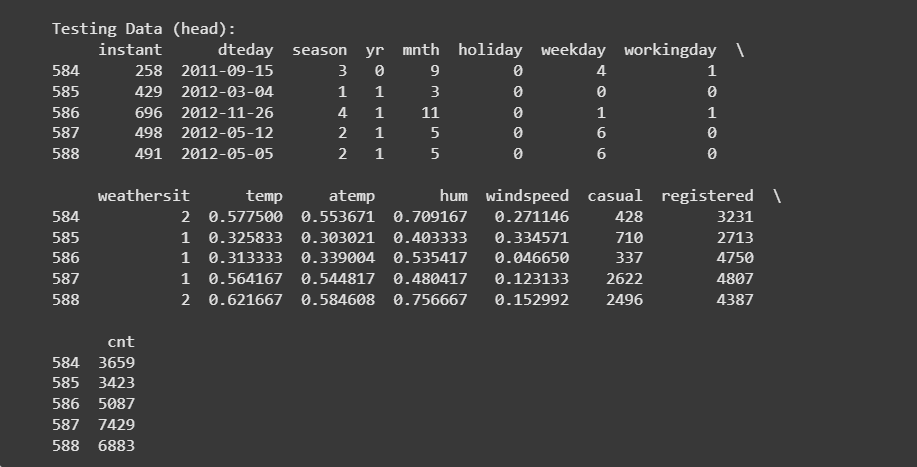 Testing Data (head):
instant dteday season yr mnth holiday weekday workingday \
584 258 2011-09-15 3 0 9 0 4 1
585 429 2012-03-04 1 1 3 0 0 0
586 696 2012-11-26 4 1 11 0 1 1
587 498 2012-05-12 2 1 5 0 6 0
588 491 2012-05-05 2 1 5 0 6 0
weathersit temp atemp hum windspeed casual registered \
584 2 0.577500 0.553671 0.709167 0.271146 428 3231
585 1 0.325833 0.303021 0.403333 0.334571 710 2713
586 1 0.313333 0.339004 0.535417 0.046650 337 4750
587 1 0.564167 0.544817 0.480417 0.123133 2622 4807
588 2 0.621667 0.584608 0.756667 0.152992 2496 4387
cnt
584 3659
585 3423
586 5087
587 7429
588 6883